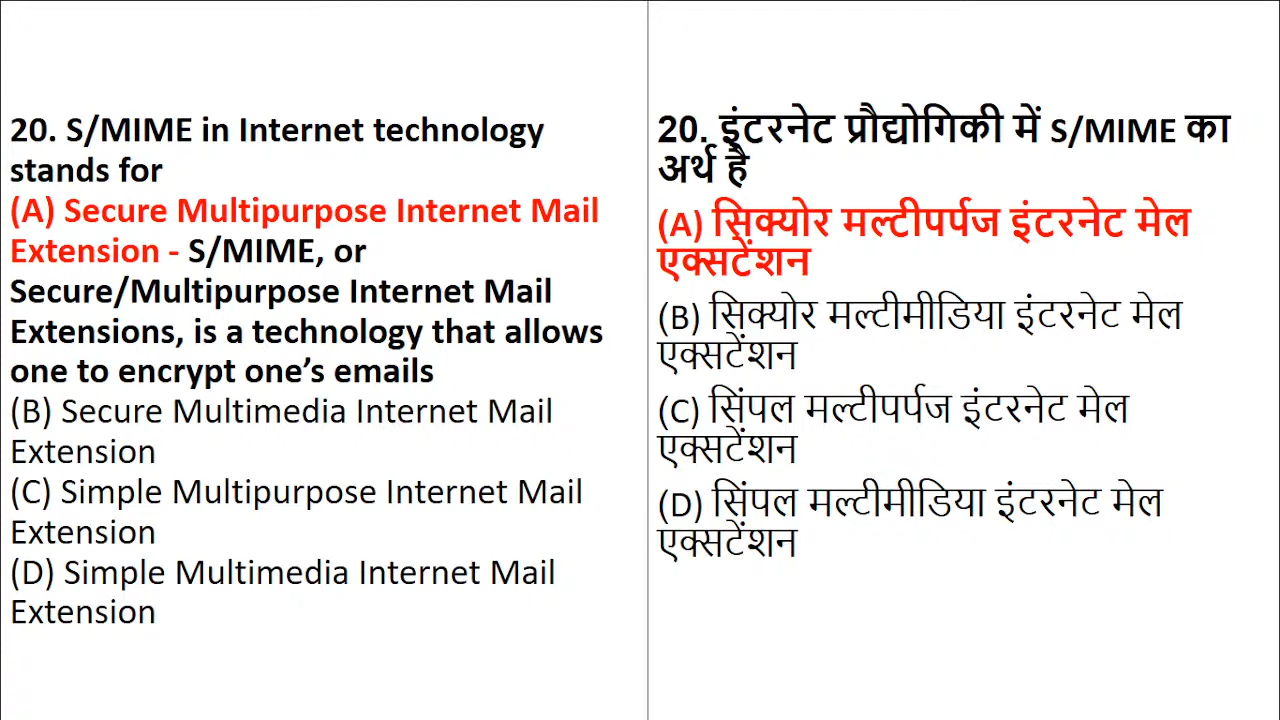 20. S/MIME in Internet technology
stands for
(A) Secure Multipurpose Internet Mail
Extension - S/MIME, or
Secure/Multipurpose Internet Mail
Extensions, is a technology that allows
one to encrypt one’s emails
(B) Secure Multimedia Internet Mail
Extension
(C) Simple Multipurpose Internet Mail
Extension
(D) Simple Multimedia Internet Mail
Extension
20. इंटरनेट प्रौद्योगिकी में S/MIME का
अर्थ है
(A) सिक्योर मल्टीपर्पज इंटरनेट मेल
एक्सटेंशन
(B) सिक्योर मल्टीमीडिया इंटरनेट मेल
एक्सटेंशन
(C) सिंपल मल्टीपर्पज इंटरनेट मेल
एक्सटेंशन
(D) सिंपल मल्टीमीडिया इंटरनेट मेल
एक्सटेंशन